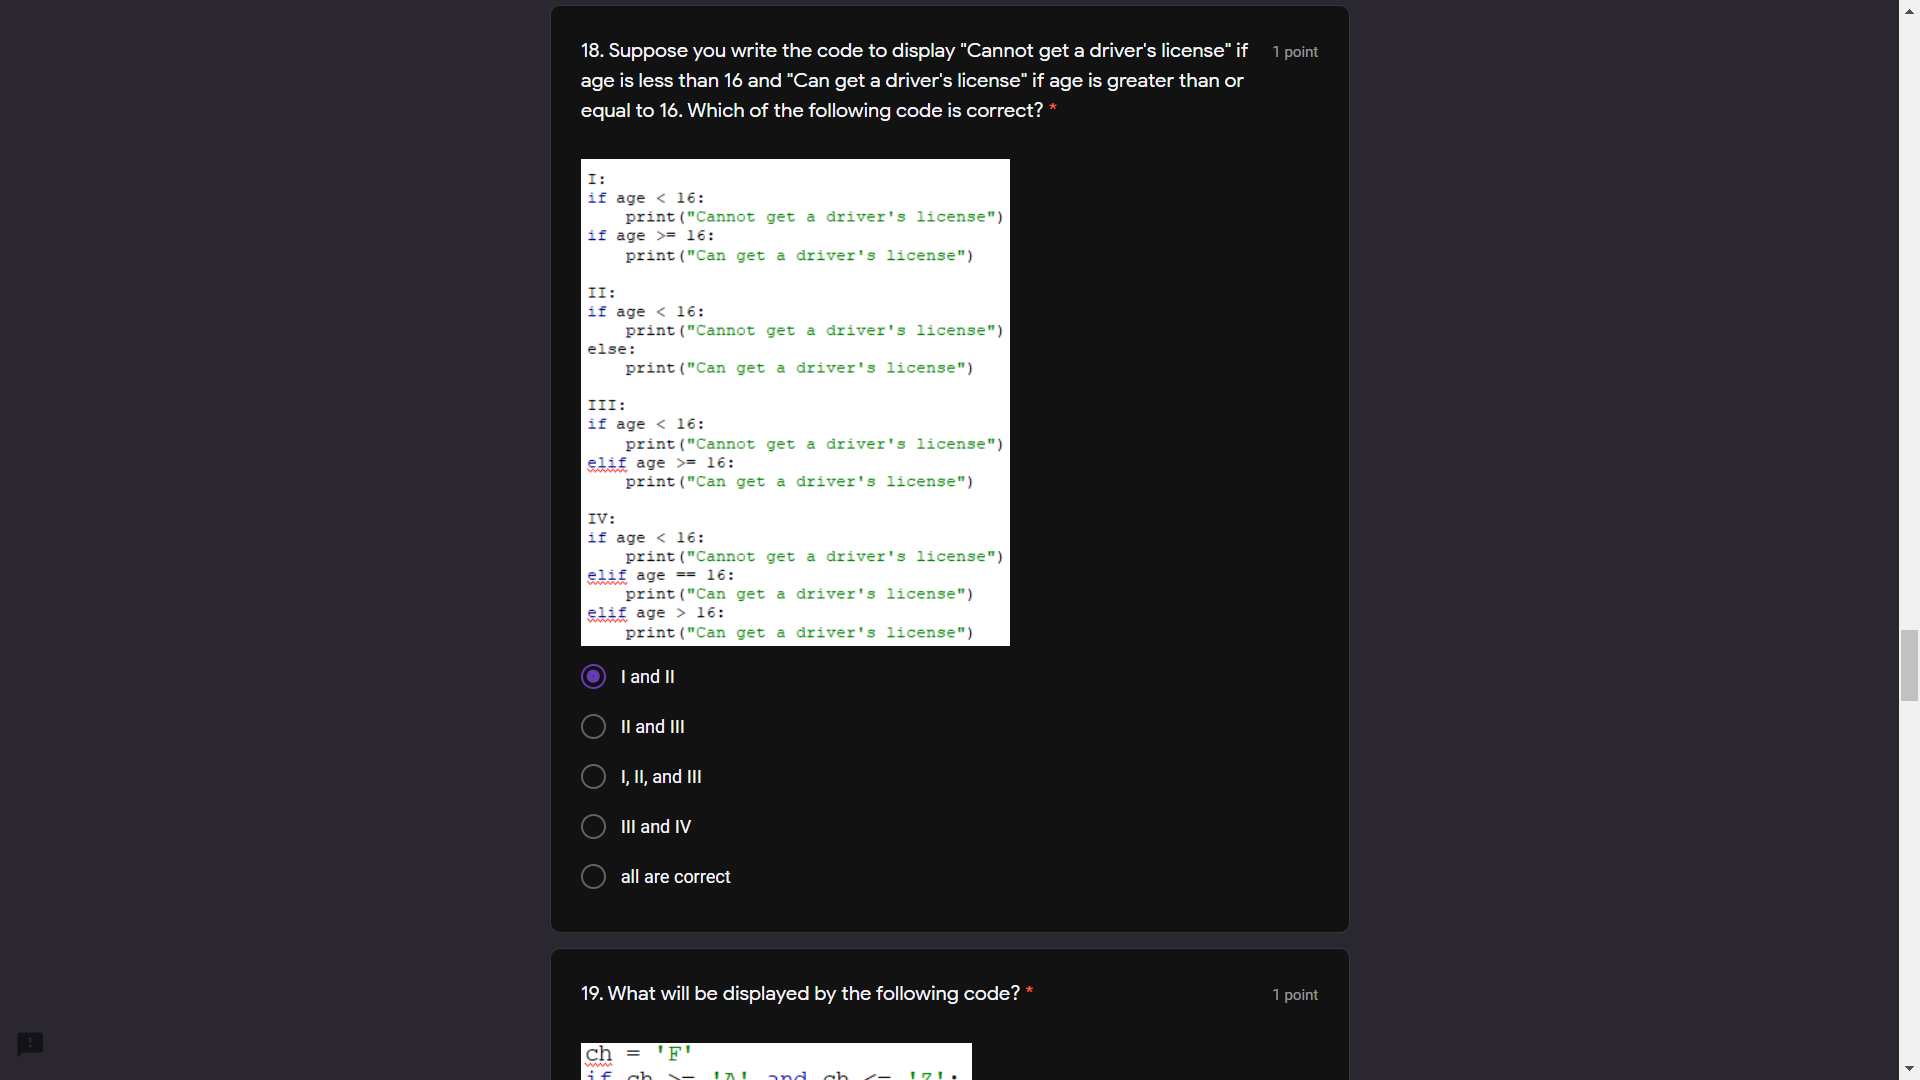 18. Suppose you write the code to display "Cannot get a driver's license" if
age is less than 16 and "Can get a driver's license" if age is greater than or
equal to 16. Which of the following code is correct? *
1 point
I:
if age < 16:
    print("Cannot get a driver's license")
if age >= 16:
    print("Can get a driver's license")
II:
if age < 16:
    print("Cannot get a driver's license")
else:
    print("Can get a driver's license")
III:
if age < 16:
    print("Cannot get a driver's license")
elif age >= 16:
    print("Can get a driver's license")
IV:
if age < 16:
    print("Cannot get a driver's license")
elif age == 16:
    print("Can get a driver's license")
elif age > 16:
    print("Can get a driver's license")
I and II
II and III
I, II, and III
III and IV
all are correct
19. What will be displayed by the following code? *
1 point
ch = 'F'
if ch >= 'A' and ch <= 'Z':